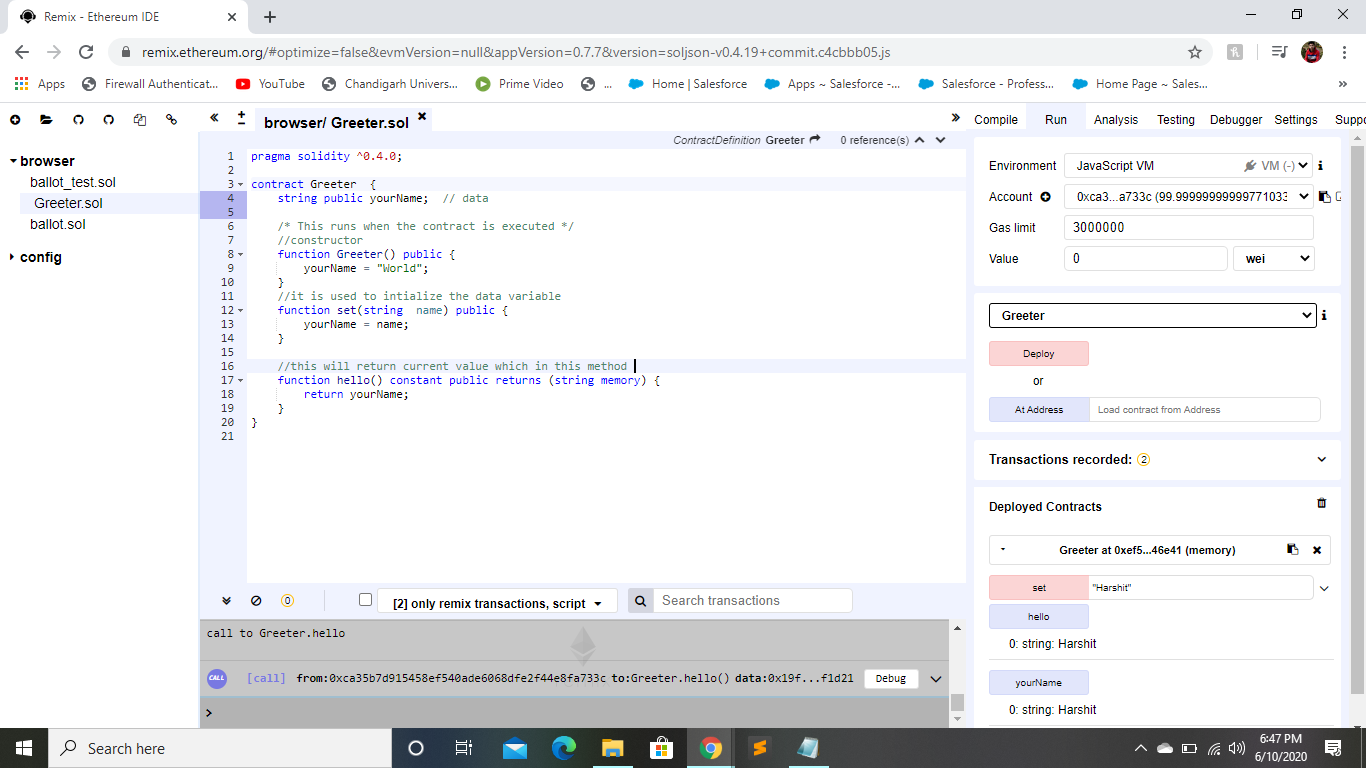 Remix - Ethereum IDE
remix.ethereum.org/#optimize=false&evmVersion=null&appVersion=0.7.7&version=soljson-v0.4.19+commit.c4cbbb05.js
Apps Firewall Authenticat... YouTube Chandigarh Univers... Prime Video ... Home | Salesforce Apps ~ Salesforce -... Salesforce - Profess... Home Page ~ Sales... »
browser
ballot_test.sol
Greeter.sol
ballot.sol
config
browser/ Greeter.sol
ContractDefinition Greeter 0 reference(s)
1 pragma solidity ^0.4.0;
2
3 contract Greeter {
4 string public yourName; // data
5
6 /* This runs when the contract is executed */
7 //constructor
8 function Greeter() public {
9 yourName = "World";
10 }
11 //it is used to intialize the data variable
12 function set(string name) public {
13 yourName = name;
14 }
15
16 //this will return current value which in this method
17 function hello() constant public returns (string memory) {
18 return yourName;
19 }
20 }
21
0 [2] only remix transactions, script Search transactions
call to Greeter.hello
CALL [call] from:0xca35b7d915458ef540ade6068dfe2f44e8fa733c to:Greeter.hello() data:0x19f...f1d21 Debug
>
Compile Run Analysis Testing Debugger Settings Suppo
Environment JavaScript VM VM (-) i
Account 0xca3...a733c (99.99999999999771033
Gas limit 3000000
Value 0 wei
Greeter i
Deploy
or
At Address Load contract from Address
Transactions recorded: 2
Deployed Contracts
Greeter at 0xef5...46e41 (memory)
set "Harshit"
hello
0: string: Harshit
yourName
0: string: Harshit
Search here
6:47 PM
6/10/2020